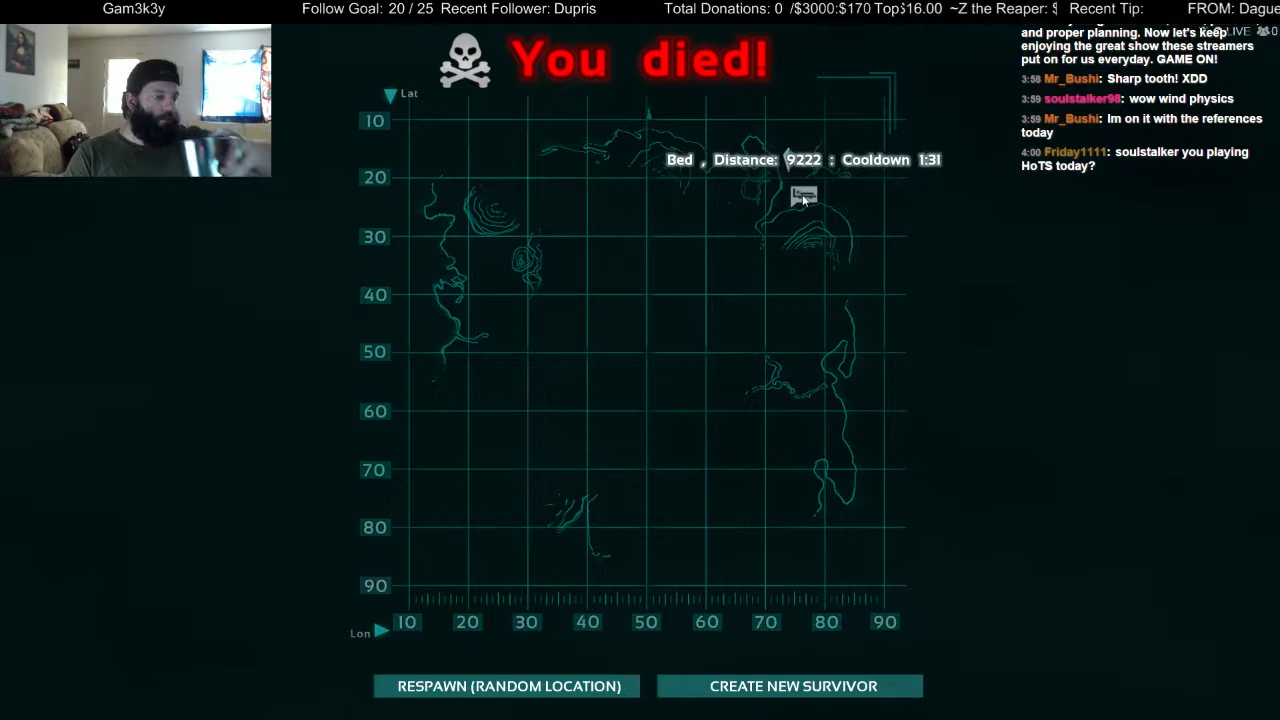 Gam3k3y
Follow Goal: 20 / 25 Recent Follower: Dupris
Total Donations: 0 /$3000:$170 Top$16.00 ~Z the Reaper: $
Recent Tip:
FROM: Dague
and proper planning. Now let's keep
enjoying the great show these streamers
put on for us everyday. GAME ON!
LIVE
3:58 Mr_Bushi: Sharp tooth! XDD
3:59 soulstalker98: wow wind physics
3:59 Mr_Bushi: Im on it with the references
today
4:00 Friday1111: soulstalker you playing
HoTS today?
You died!
Lat
10
20
30
40
50
60
70
80
90
Bed , Distance: 9222 : Cooldown 1:31
Lon
10 20 30 40 50 60 70 80 90
RESPAWN (RANDOM LOCATION)
CREATE NEW SURVIVOR